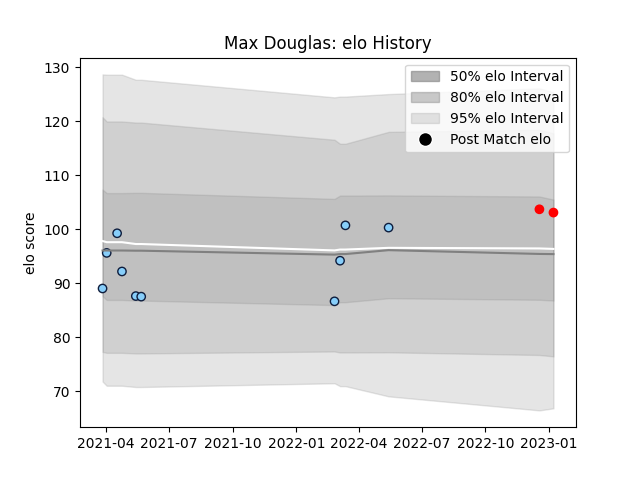 Max Douglas: elo History
130
120
110
100
90
80
70
elo score
50% elo Interval
80% elo Interval
95% elo Interval
Post Match elo
2021-04 2021-07 2021-10 2022-01 2022-04 2022-07 2022-10 2023-01